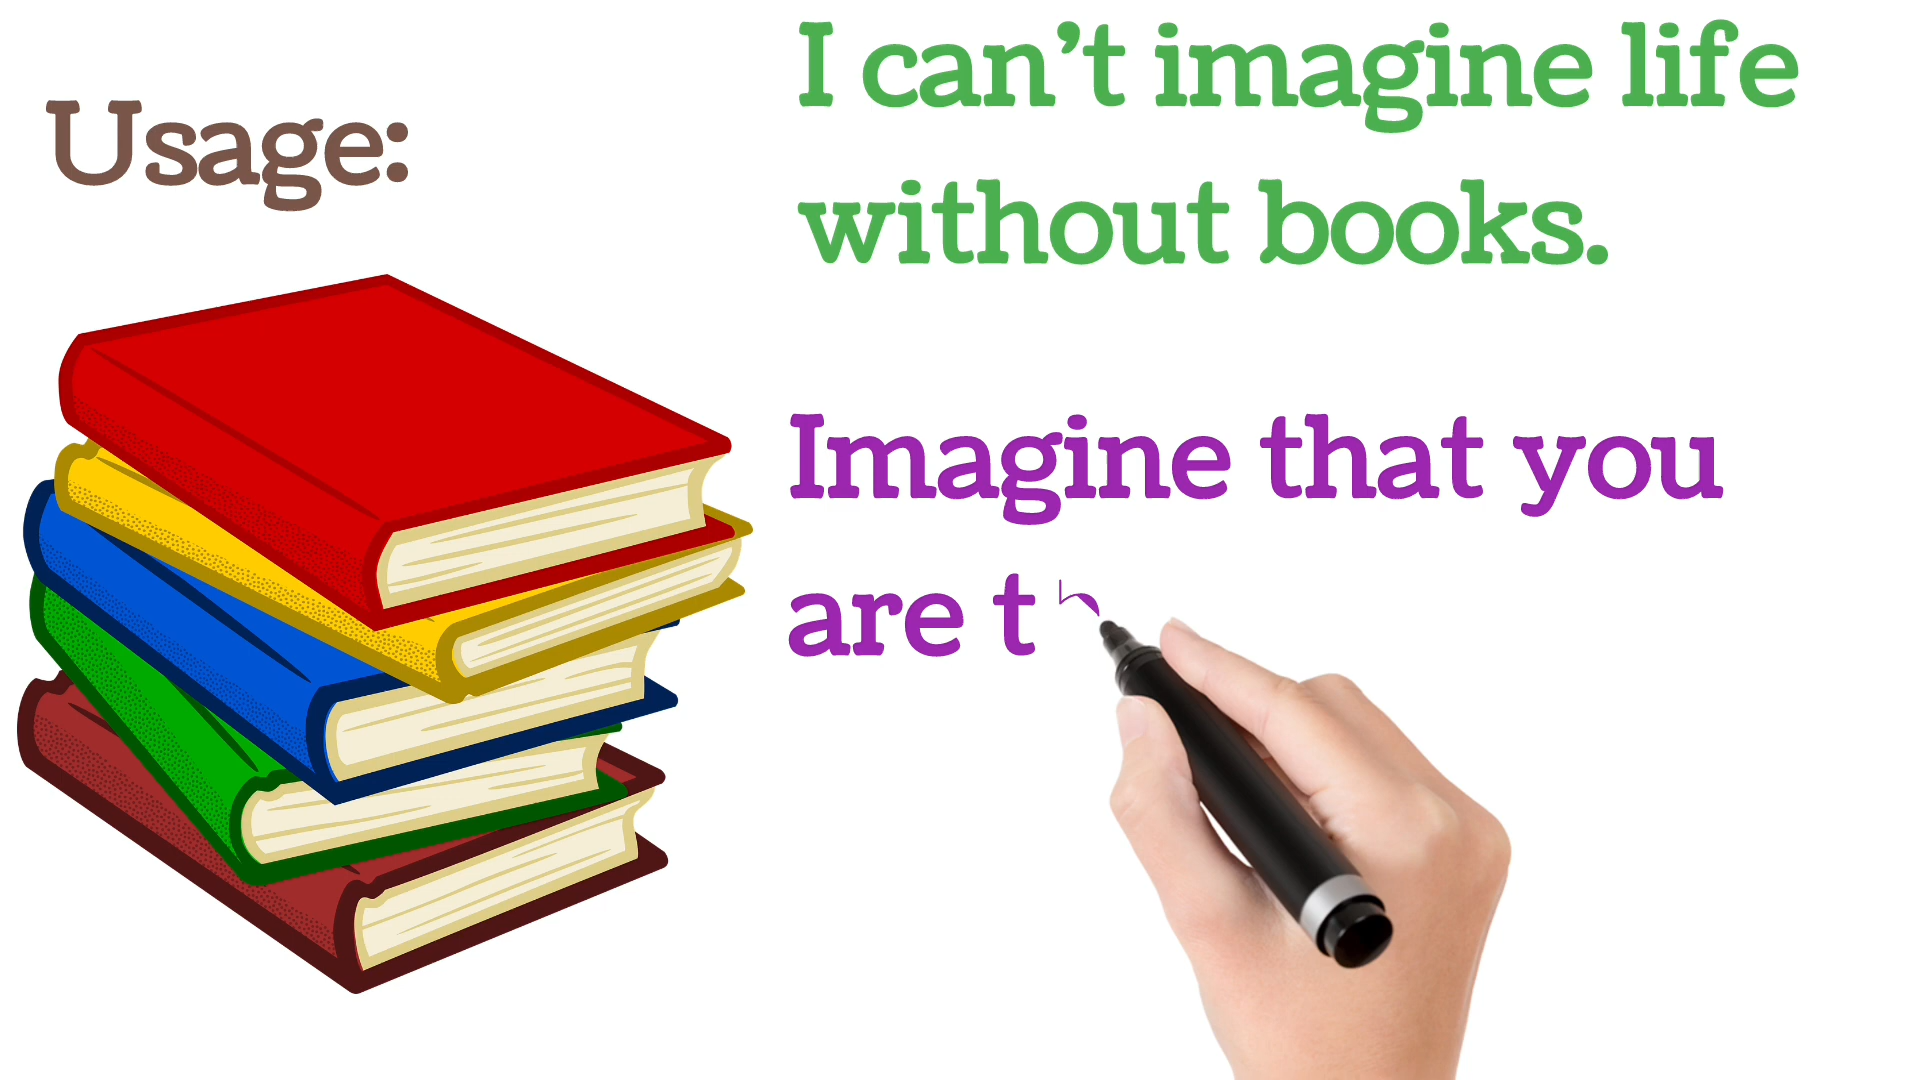 Usage:
I can’t imagine life
without books.
Imagine that you
are t